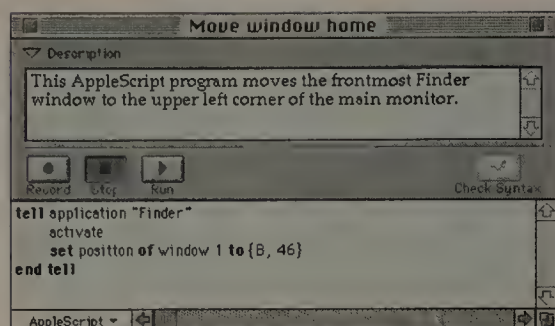 Move window home
Description
This AppleScript program moves the frontmost Finder
window to the upper left corner of the main monitor.
Record Stop Run Check Syntax
tell application "Finder"
activate
set position of window 1 to {8, 46}
end tell
AppleScript